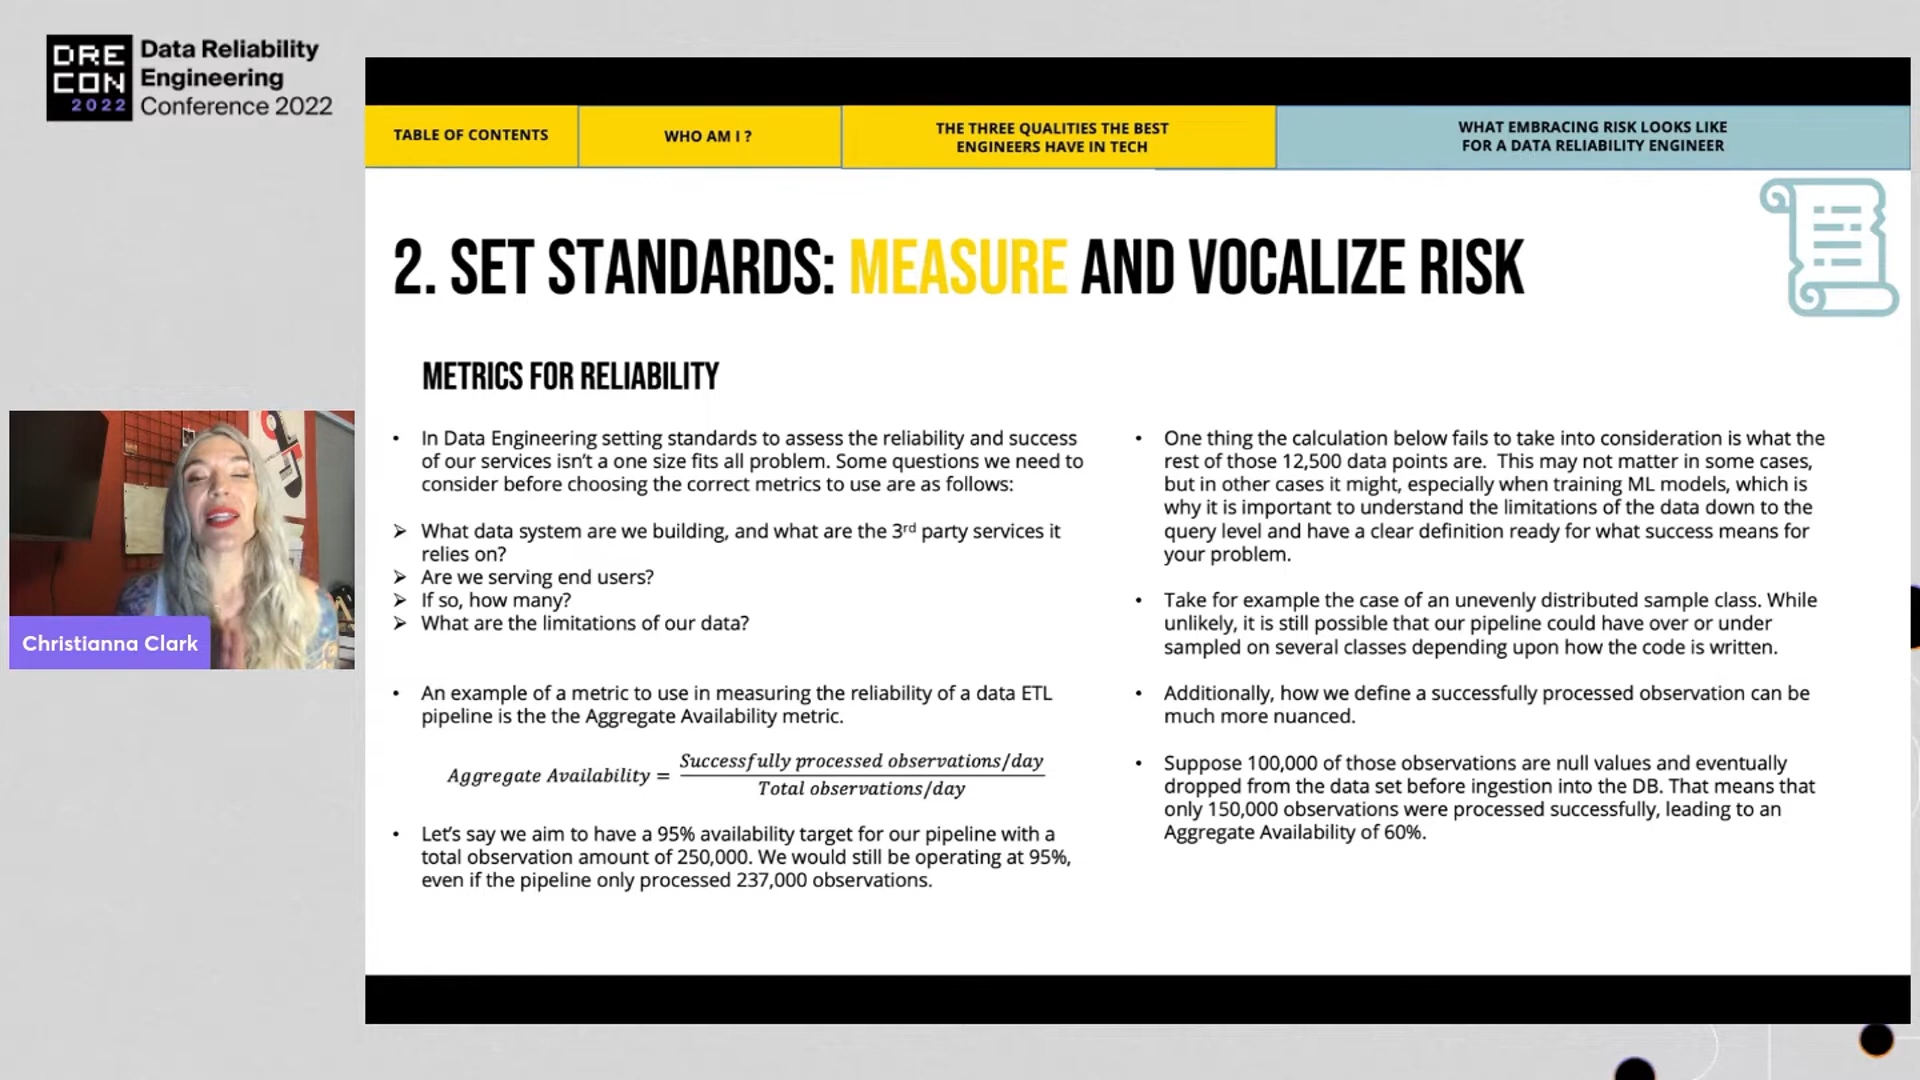 DRE
CON
2022
Data Reliability
Engineering
Conference 2022
TABLE OF CONTENTS
WHO AM I ?
THE THREE QUALITIES THE BEST
ENGINEERS HAVE IN TECH
WHAT EMBRACING RISK LOOKS LIKE
FOR A DATA RELIABILITY ENGINEER
2. SET STANDARDS: MEASURE AND VOCALIZE RISK
METRICS FOR RELIABILITY
• In Data Engineering setting standards to assess the reliability and success
of our services isn't a one size fits all problem. Some questions we need to
consider before choosing the correct metrics to use are as follows:
➢ What data system are we building, and what are the 3rd party services it
relies on?
➢ Are we serving end users?
➢ If so, how many?
➢ What are the limitations of our data?
• An example of a metric to use in measuring the reliability of a data ETL
pipeline is the the Aggregate Availability metric.
Aggregate Availability = Successfully processed observations/day
Total observations/day
• Let's say we aim to have a 95% availability target for our pipeline with a
total observation amount of 250,000. We would still be operating at 95%,
even if the pipeline only processed 237,000 observations.
• One thing the calculation below fails to take into consideration is what the
rest of those 12,500 data points are.  This may not matter in some cases,
but in other cases it might, especially when training ML models, which is
why it is important to understand the limitations of the data down to the
query level and have a clear definition ready for what success means for
your problem.
• Take for example the case of an unevenly distributed sample class. While
unlikely, it is still possible that our pipeline could have over or under
sampled on several classes depending upon how the code is written.
• Additionally, how we define a successfully processed observation can be
much more nuanced.
• Suppose 100,000 of those observations are null values and eventually
dropped from the data set before ingestion into the DB. That means that
only 150,000 observations were processed successfully, leading to an
Aggregate Availability of 60%.
Christianna Clark